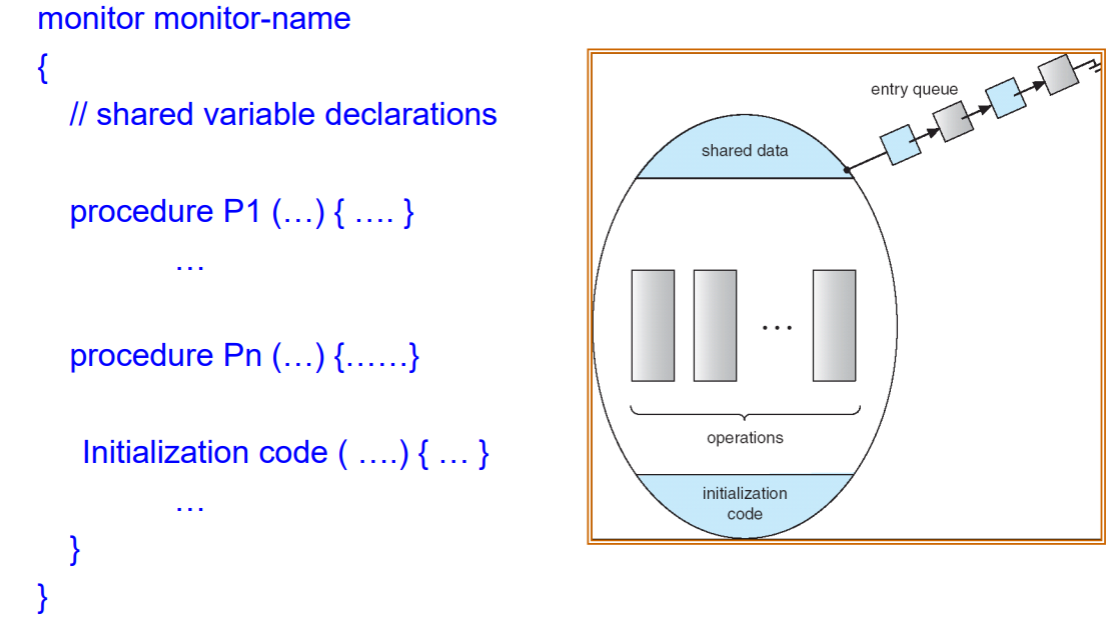 monitor monitor-name
{
// shared variable declarations
procedure P1 (…) { …. }
…
procedure Pn (…) {……}
Initialization code ( ….) { … }
…
}
}
entry queue
shared data
…
operations
initialization
code